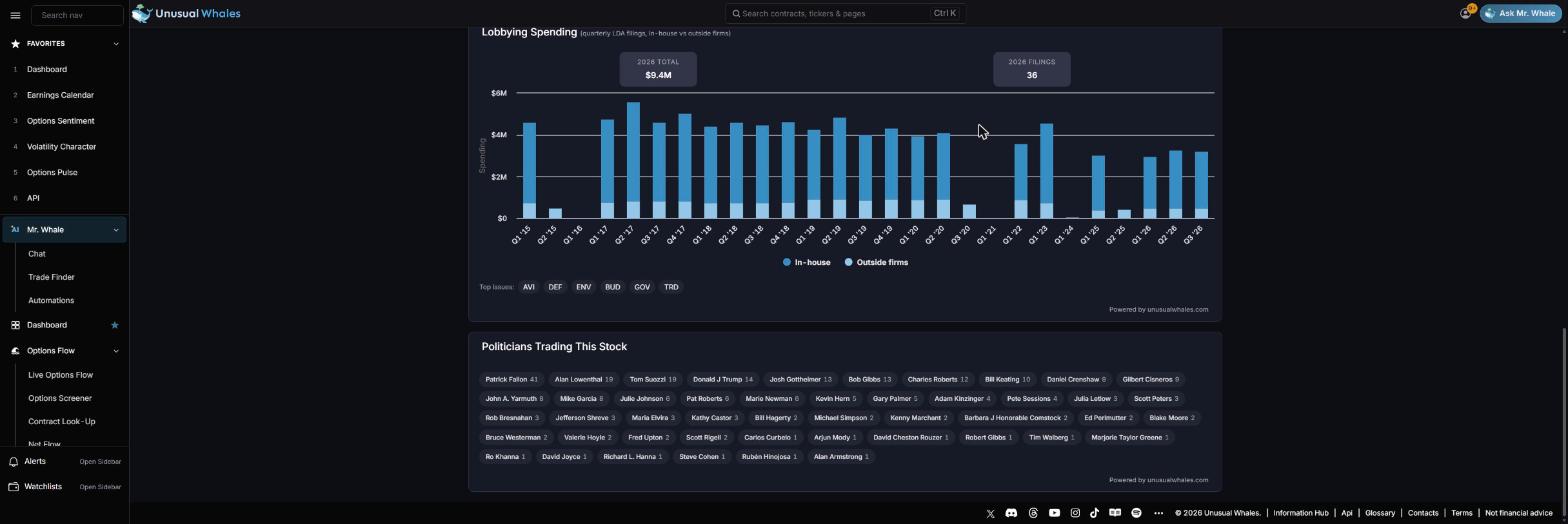 Search nav
Unusual Whales
Search contracts, tickers & pages
Ctrl K
9+
Ask Mr. Whale
FAVORITES
1 Dashboard
2 Earnings Calendar
3 Options Sentiment
4 Volatility Character
5 Options Pulse
6 API
AI Mr. Whale
Chat
Trade Finder
Automations
Dashboard
Options Flow
Live Options Flow
Options Screener
Contract Look-Up
Net Flow
Alerts Open Sidebar
Watchlists Open Sidebar
Lobbying Spending (quarterly LDA filings, in-house vs outside firms)
2026 TOTAL
$9.4M
2026 FILINGS
36
Spending
$6M
$4M
$2M
$0
Q1 '15 Q2 '15 Q1 '16 Q1 '17 Q2 '17 Q3 '17 Q4 '17 Q1 '18 Q2 '18 Q3 '18 Q4 '18 Q1 '19 Q2 '19 Q3 '19 Q4 '19 Q1 '20 Q2 '20 Q3 '20 Q1 '21 Q1 '22 Q1 '23 Q1 '24 Q1 '25 Q2 '25 Q1 '26 Q2 '26 Q3 '26
In-house Outside firms
Top issues: AVI DEF ENV BUD GOV TRD
Powered by unusualwhales.com
Politicians Trading This Stock
Patrick Fallon 41 Alan Lowenthal 19 Tom Suozzi 19 Donald J Trump 14 Josh Gottheimer 13 Bob Gibbs 13 Charles Roberts 12 Bill Keating 10 Daniel Crenshaw 9 Gilbert Cisneros 9
John A. Yarmuth 8 Mike Garcia 8 Julie Johnson 6 Pat Roberts 6 Marie Newman 6 Kevin Hern 5 Gary Palmer 5 Adam Kinzinger 4 Pete Sessions 4 Julia Letlow 3 Scott Peters 3
Rob Bresnahan 3 Jefferson Shreve 3 Maria Elvira 3 Kathy Castor 3 Bill Hagerty 2 Michael Simpson 2 Kenny Marchant 2 Barbara J Honorable Comstock 2 Ed Perlmutter 2 Blake Moore 2
Bruce Westerman 2 Valerie Hoyle 2 Fred Upton 2 Scott Rigell 2 Carlos Curbelo 1 Arjun Mody 1 David Cheston Rouzer 1 Robert Gibbs 1 Tim Walberg 1 Marjorie Taylor Greene 1
Ro Khanna 1 David Joyce 1 Richard L. Hanna 1 Steve Cohen 1 Rubén Hinojosa 1 Alan Armstrong 1
Powered by unusualwhales.com
© 2026 Unusual Whales. | Information Hub | Api | Glossary | Contacts | Terms | Not financial advice